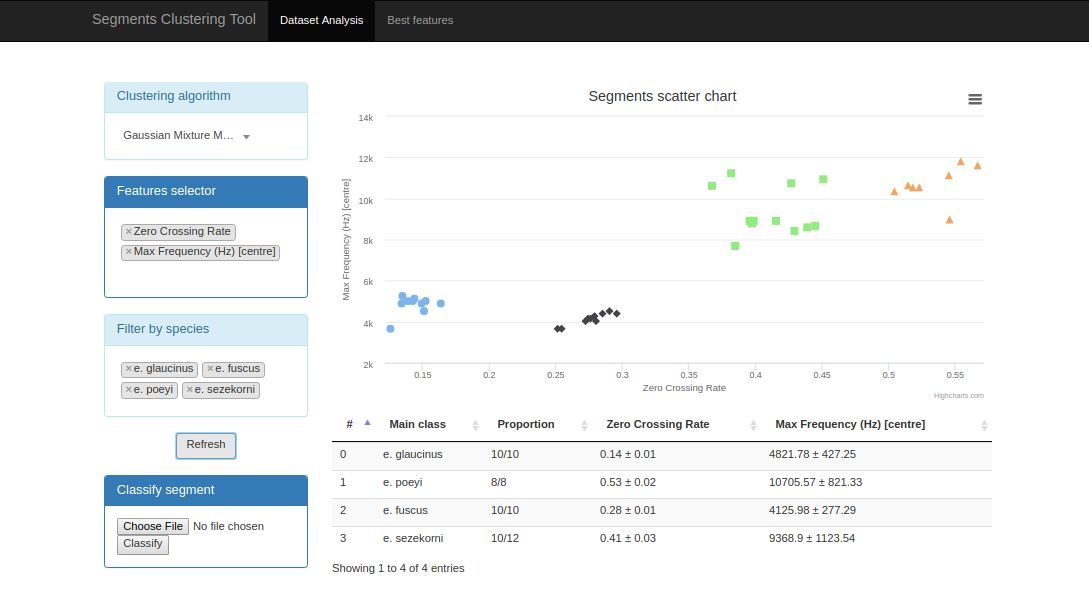 Segments Clustering Tool Dataset Analysis Best features
Clustering algorithm
Gaussian Mixture M...
Features selector
×Zero Crossing Rate
×Max Frequency (Hz) [centre]
Filter by species
×e. glaucinus ×e. fuscus
×e. poeyi ×e. sezekorni
Refresh
Classify segment
Choose File No file chosen
Classify
Segments scatter chart
Max Frequency (Hz) [centre]
14k
12k
10k
8k
6k
4k
2k
0.15 0.2 0.25 0.3 0.35 0.4 0.45 0.5 0.55
Zero Crossing Rate
Highcharts.com
# Main class Proportion Zero Crossing Rate Max Frequency (Hz) [centre]
0 e. glaucinus 10/10 0.14 ± 0.01 4821.78 ± 427.25
1 e. poeyi 8/8 0.53 ± 0.02 10705.57 ± 821.33
2 e. fuscus 10/10 0.28 ± 0.01 4125.98 ± 277.29
3 e. sezekorni 10/12 0.41 ± 0.03 9368.9 ± 1123.54
Showing 1 to 4 of 4 entries